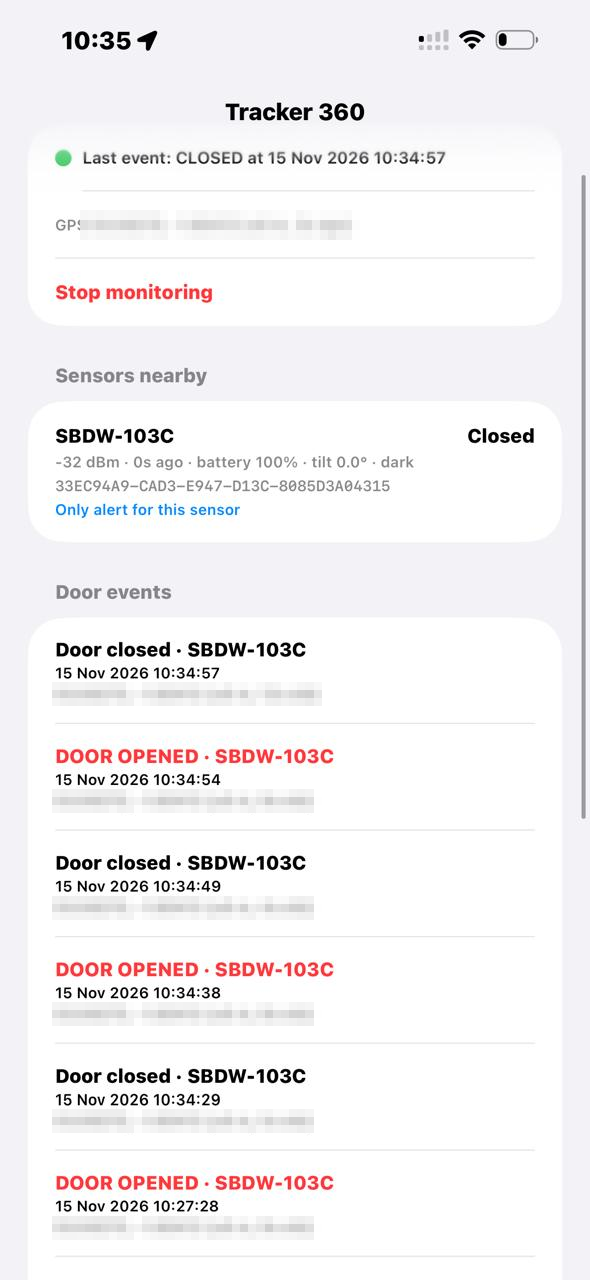 10:35
Tracker 360
Last event: CLOSED at 15 Nov 2026 10:34:57
GPS
Stop monitoring
Sensors nearby
SBDW-103C
Closed
-32 dBm · 0s ago · battery 100% · tilt 0.0° · dark
33EC94A9-CAD3-E947-D13C-8085D3A04315
Only alert for this sensor
Door events
Door closed · SBDW-103C
15 Nov 2026 10:34:57
DOOR OPENED · SBDW-103C
15 Nov 2026 10:34:54
Door closed · SBDW-103C
15 Nov 2026 10:34:49
DOOR OPENED · SBDW-103C
15 Nov 2026 10:34:38
Door closed · SBDW-103C
15 Nov 2026 10:34:29
DOOR OPENED · SBDW-103C
15 Nov 2026 10:27:28